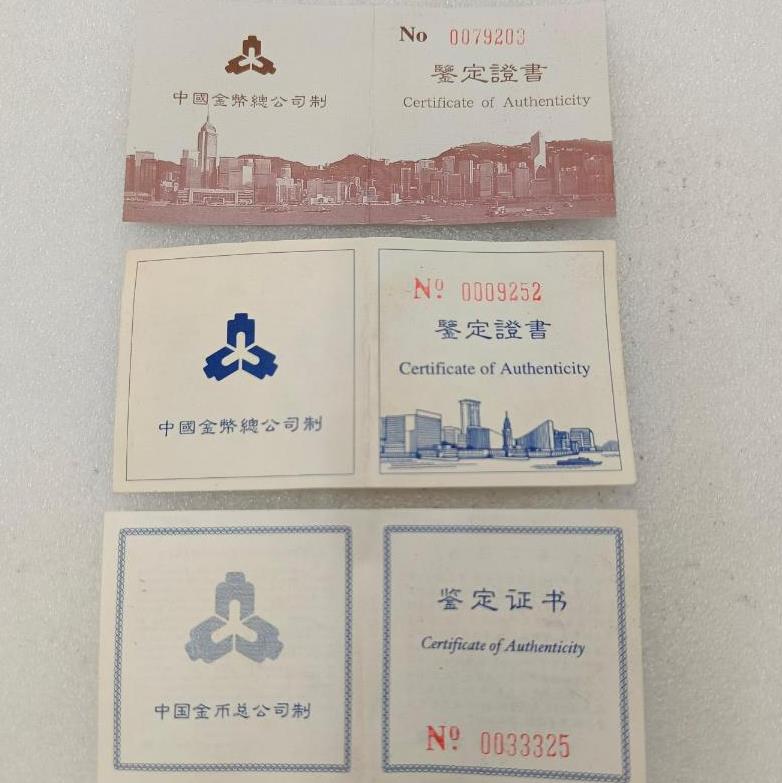 中國金幣總公司制
No 0079203
鑒定證書
Certificate of Authenticity
中國金幣總公司制
Nº 0009252
鑒定證書
Certificate of Authenticity
中国金币总公司制
鉴定证书
Certificate of Authenticity
Nº 0033325